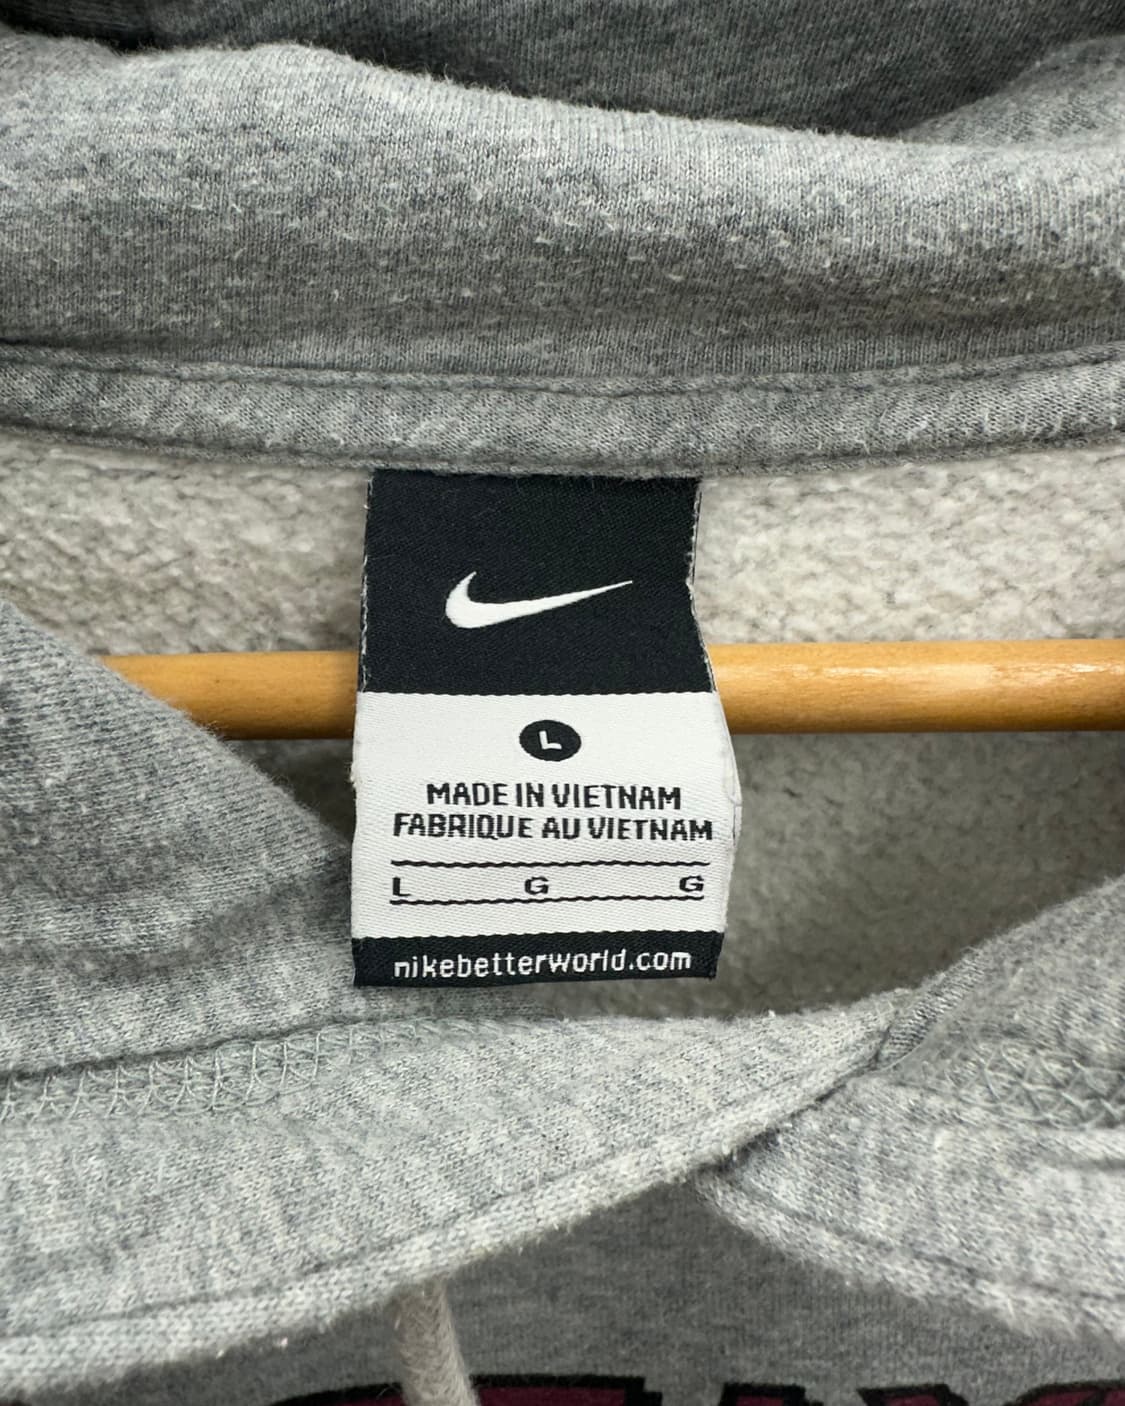 L
MADE IN VIETNAM
FABRIQUE AU VIETNAM
L G G
nikebetterworld.com